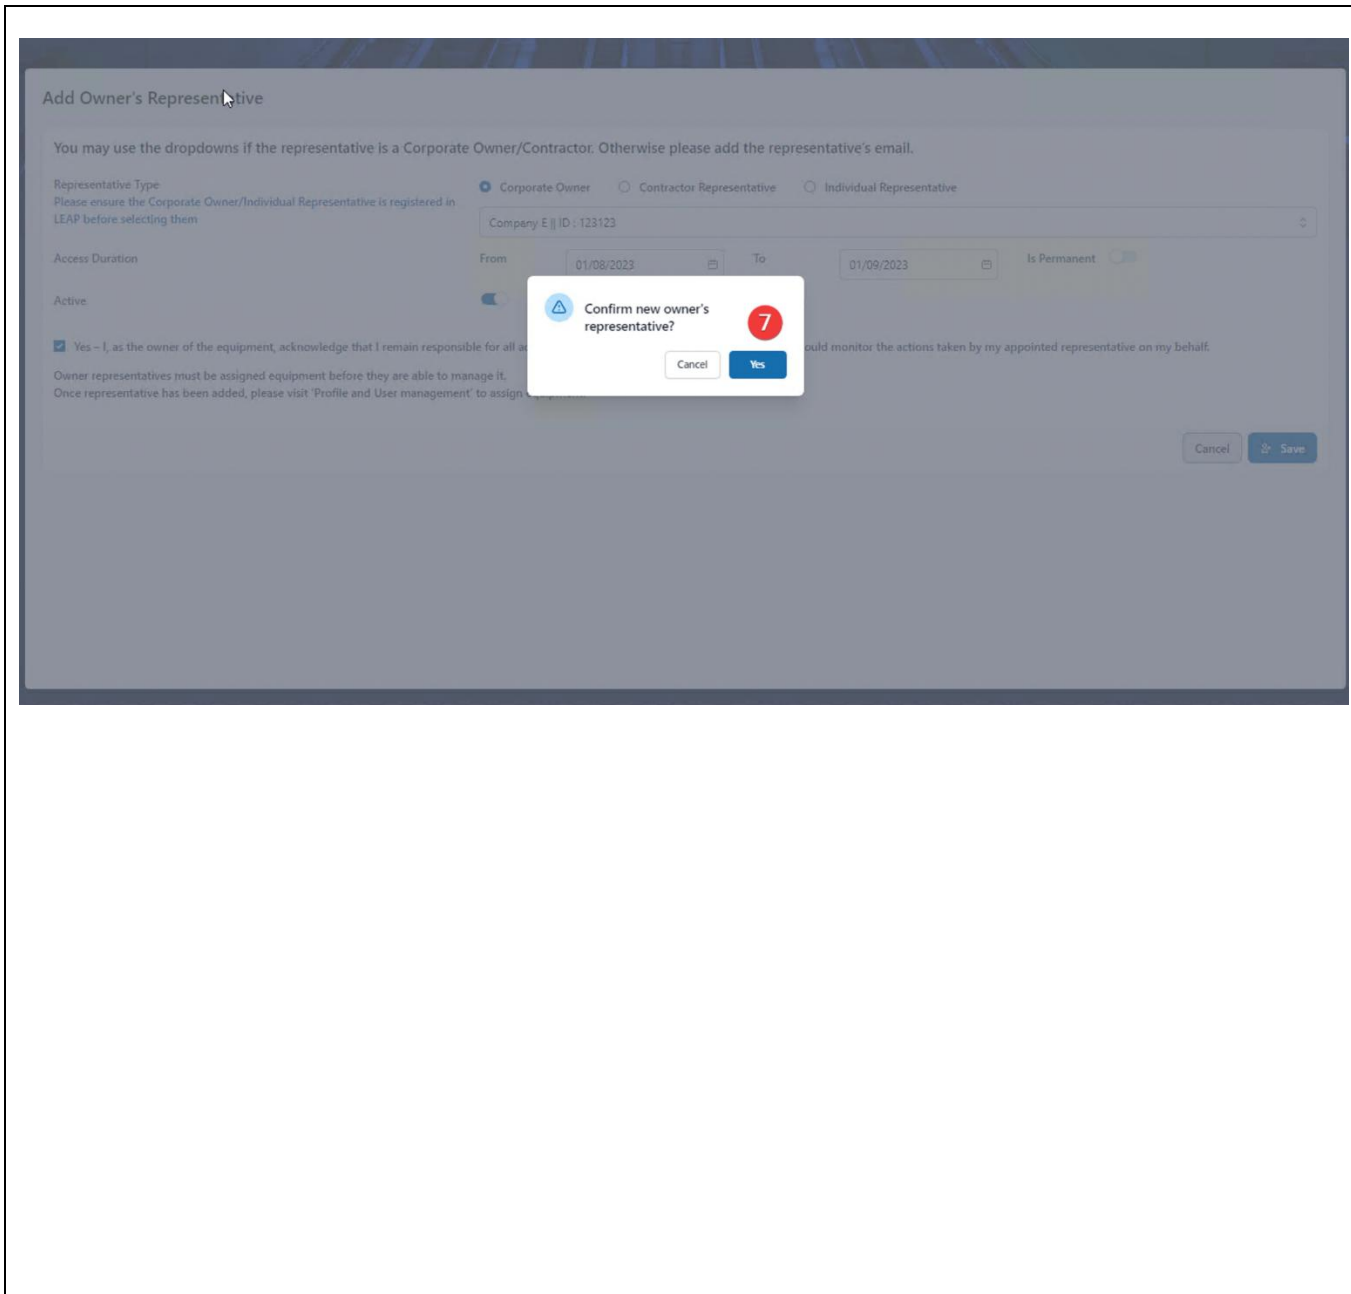 Add Owner's Representative
You may use the dropdowns if the representative is a Corporate Owner/Contractor. Otherwise please add the representative's email.
Representative Type
Please ensure the Corporate Owner/Individual Representative is registered in
LEAP before selecting them
Corporate Owner Contractor Representative Individual Representative
Company E || ID : 123123
Access Duration From 01/08/2023 To 01/09/2023 Is Permanent
Active
Confirm new owner's
representative?
7
Cancel Yes
Yes – I, as the owner of the equipment, acknowledge that I remain responsible for all monitor the actions taken by my appointed representative on my behalf.
Owner representatives must be assigned equipment before they are able to manage it.
Once representative has been added, please visit 'Profile and User management' to assign
Cancel Save